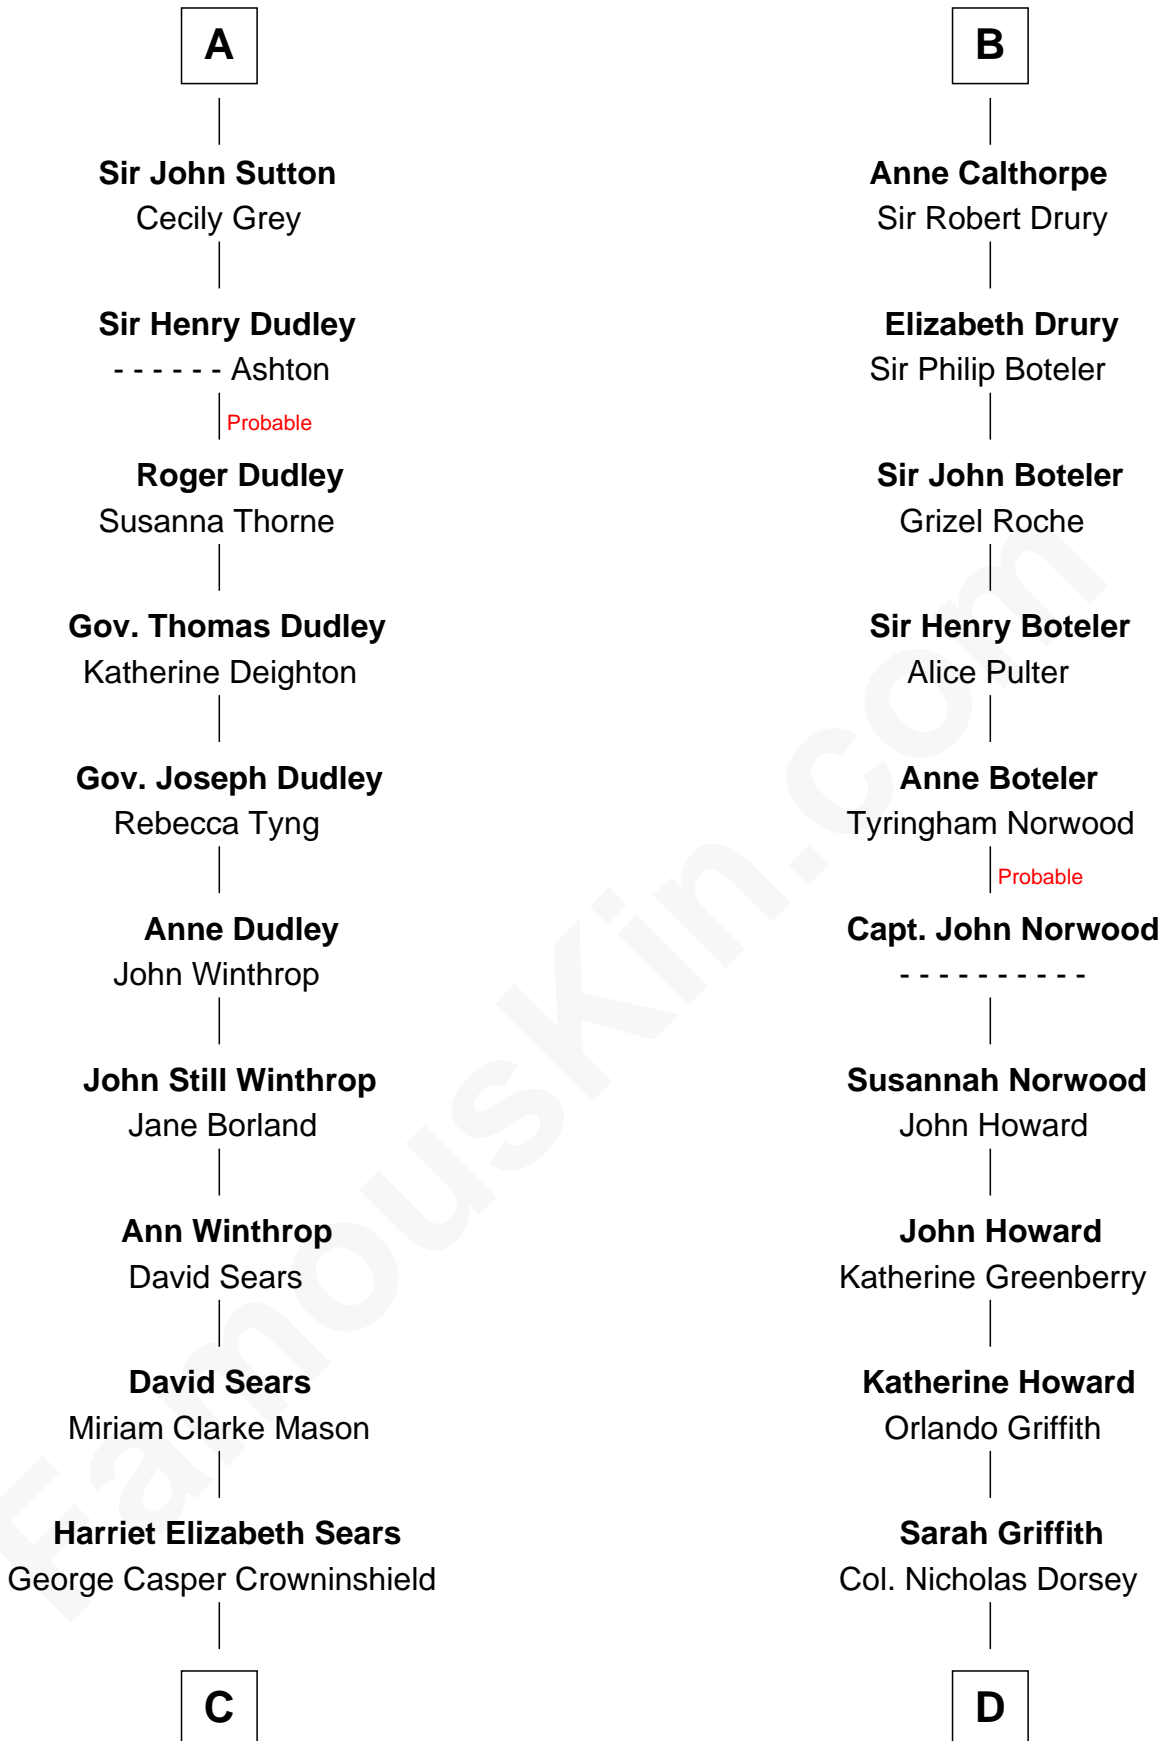 A
Sir John Sutton
Cecily Grey
Sir Henry Dudley
- - - - - - Ashton
Probable
Roger Dudley
Susanna Thorne
Gov. Thomas Dudley
Katherine Deighton
Gov. Joseph Dudley
Rebecca Tyng
Anne Dudley
John Winthrop
John Still Winthrop
Jane Borland
Ann Winthrop
David Sears
David Sears
Miriam Clarke Mason
Harriet Elizabeth Sears
George Casper Crowninshield
C
B
Anne Calthorpe
Sir Robert Drury
Elizabeth Drury
Sir Philip Boteler
Sir John Boteler
Grizel Roche
Sir Henry Boteler
Alice Pulter
Anne Boteler
Tyringham Norwood
Probable
Capt. John Norwood
- - - - - - - - - -
Susannah Norwood
John Howard
John Howard
Katherine Greenberry
Katherine Howard
Orlando Griffith
Sarah Griffith
Col. Nicholas Dorsey
D
FamousKin.com